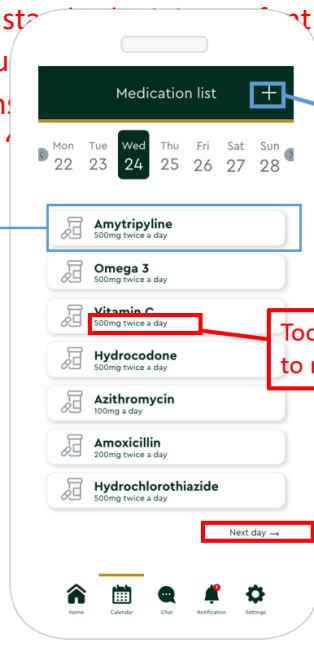 Medication list
Mon Tue Wed Thu Fri Sat Sun
22 23 24 25 26 27 28
Amytripyline
500mg twice a day
Omega 3
500mg twice a day
Vitamin C
500mg twice a day
to
Hydrocodone
500mg twice a day
Azithromycin
100mg a day
Amoxicillin
200mg twice a day
Hydrochlorothiazide
500mg twice a day
Next day →
Home Calendar Chat Notification Settings